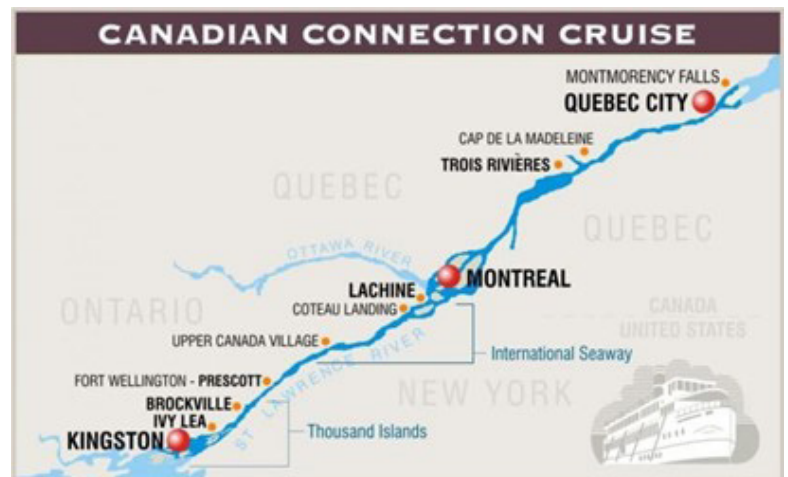 CANADIAN CONNECTION CRUISE
MONTMORENCY FALLS
QUEBEC CITY
CAP DE LA MADELEINE
TROIS RIVIÈRES
QUEBEC
QUEBEC
OTTAWA RIVER
LACHINE
MONTREAL
COTEAU LANDING
ONTARIO
CANADA
UNITED STATES
UPPER CANADA VILLAGE
ST LAWRENCE RIVER
International Seaway
FORT WELLINGTON - PRESCOTT
NEW YORK
BROCKVILLE
IVY LEA
KINGSTON
Thousand Islands